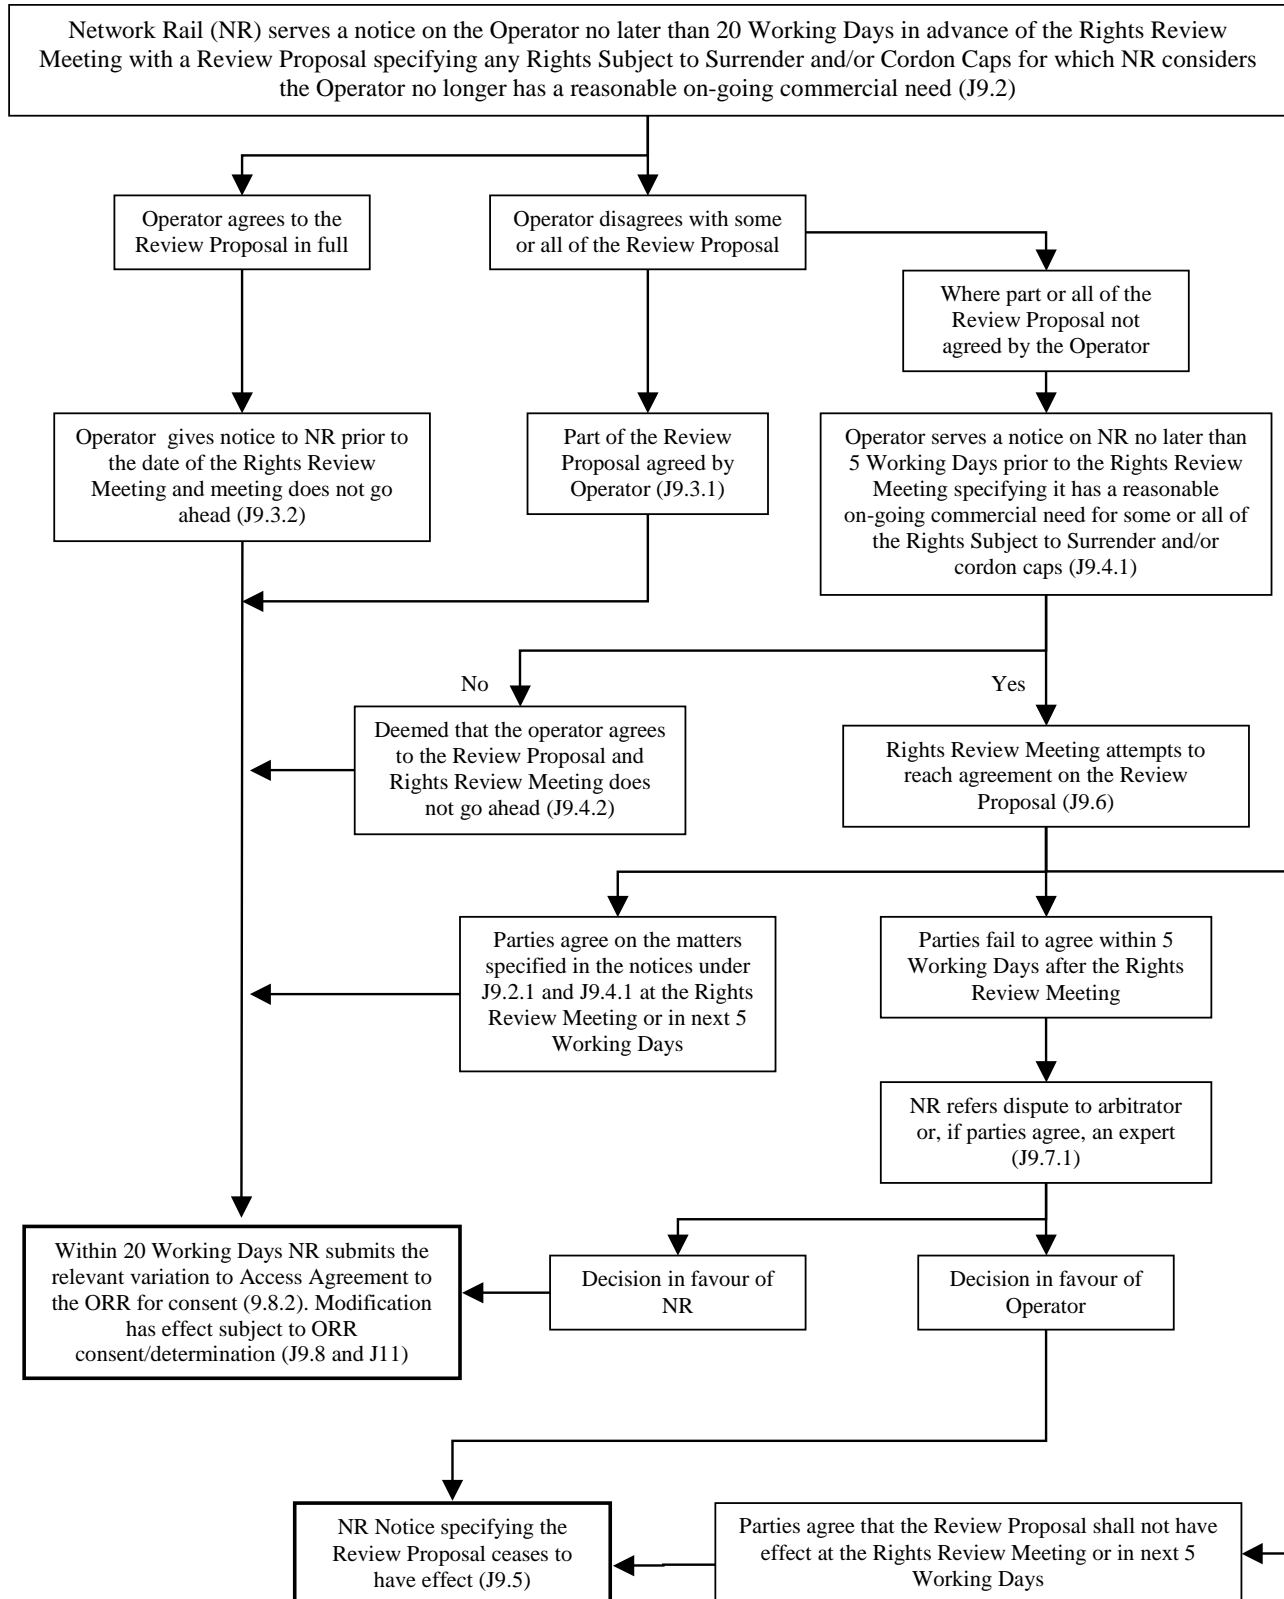 Network Rail (NR) serves a notice on the Operator no later than 20 Working Days in advance of the Rights Review
Meeting with a Review Proposal specifying any Rights Subject to Surrender and/or Cordon Caps for which NR considers
the Operator no longer has a reasonable on-going commercial need (J9.2)
Operator agrees to the
Review Proposal in full
Operator disagrees with some
or all of the Review Proposal
Where part or all of the
Review Proposal not
agreed by the Operator
Operator gives notice to NR prior to
the date of the Rights Review
Meeting and meeting does not go
ahead (J9.3.2)
Part of the Review
Proposal agreed by
Operator (J9.3.1)
Operator serves a notice on NR no later than
5 Working Days prior to the Rights Review
Meeting specifying it has a reasonable
on-going commercial need for some or all of
the Rights Subject to Surrender and/or
cordon caps (J9.4.1)
No
Yes
Deemed that the operator agrees
to the Review Proposal and
Rights Review Meeting does
not go ahead (J9.4.2)
Rights Review Meeting attempts to
reach agreement on the Review
Proposal (J9.6)
Parties agree on the matters
specified in the notices under
J9.2.1 and J9.4.1 at the Rights
Review Meeting or in next 5
Working Days
Parties fail to agree within 5
Working Days after the Rights
Review Meeting
NR refers dispute to arbitrator
or, if parties agree, an expert
(J9.7.1)
Within 20 Working Days NR submits the
relevant variation to Access Agreement to
the ORR for consent (9.8.2). Modification
has effect subject to ORR
consent/determination (J9.8 and J11)
Decision in favour of
NR
Decision in favour of
Operator
NR Notice specifying the
Review Proposal ceases to
have effect (J9.5)
Parties agree that the Review Proposal shall not have
effect at the Rights Review Meeting or in next 5
Working Days